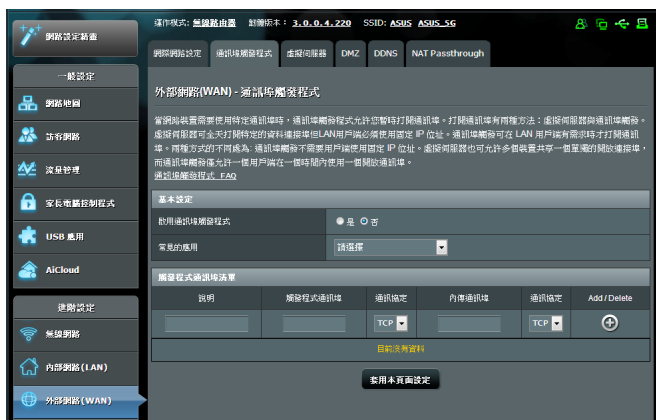 運作模式: 無線路由器 韌體版本: 3.0.0.4.220 SSID: ASUS ASUS_5G
網路設定精靈
網際網路設定 通訊埠觸發程式 虛擬伺服器 DMZ DDNS NAT Passthrough
一般設定
網路地圖
訪客網路
流量管理
家長電腦控制程式
USB 應用
AiCloud
進階設定
無線網路
內部網路(LAN)
外部網路(WAN)
外部網路(WAN) - 通訊埠觸發程式
當網路裝置需要使用特定通訊埠時，通訊埠觸發程式允許您暫時打開通訊埠。打開通訊埠有兩種方法：虛擬伺服器與通訊埠觸發。
虛擬伺服器可全天打開特定的資料連接埠但LAN用戶端必須使用固定 IP 位址。通訊埠觸發可在 LAN 用戶端有需求時才打開通訊
埠。兩種方式的不同處為: 通訊埠觸發不需要用戶端使用固定 IP 位址。虛擬伺服器也可允許多個裝置共享一個單獨的開放連接埠，
而通訊埠觸發僅允許一個用戶端在一個時間內使用一個開放通訊埠。
通訊埠觸發程式_FAQ
基本設定
啟用通訊埠觸發程式 是 否
常見的應用 請選擇
觸發程式通訊埠清單
說明 觸發程式通訊埠 通訊協定 內傳通訊埠 通訊協定 Add / Delete
TCP TCP
目前沒有資料
套用本頁面設定